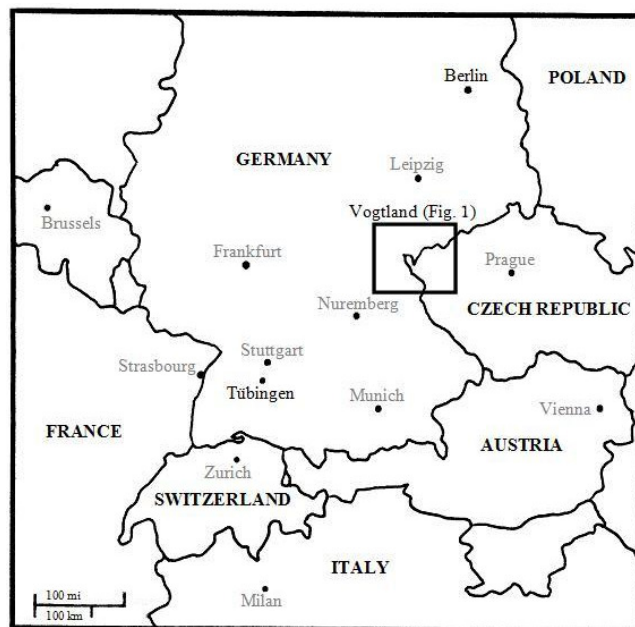 Berlin
POLAND
GERMANY
Leipzig
Brussels
Vogtland (Fig. 1)
Frankfurt
Prague
Nuremberg
CZECH REPUBLIC
Strasbourg
Stuttgart
Tübingen
Munich
Vienna
FRANCE
AUSTRIA
Zurich
SWITZERLAND
ITALY
100 mi
100 km
Milan